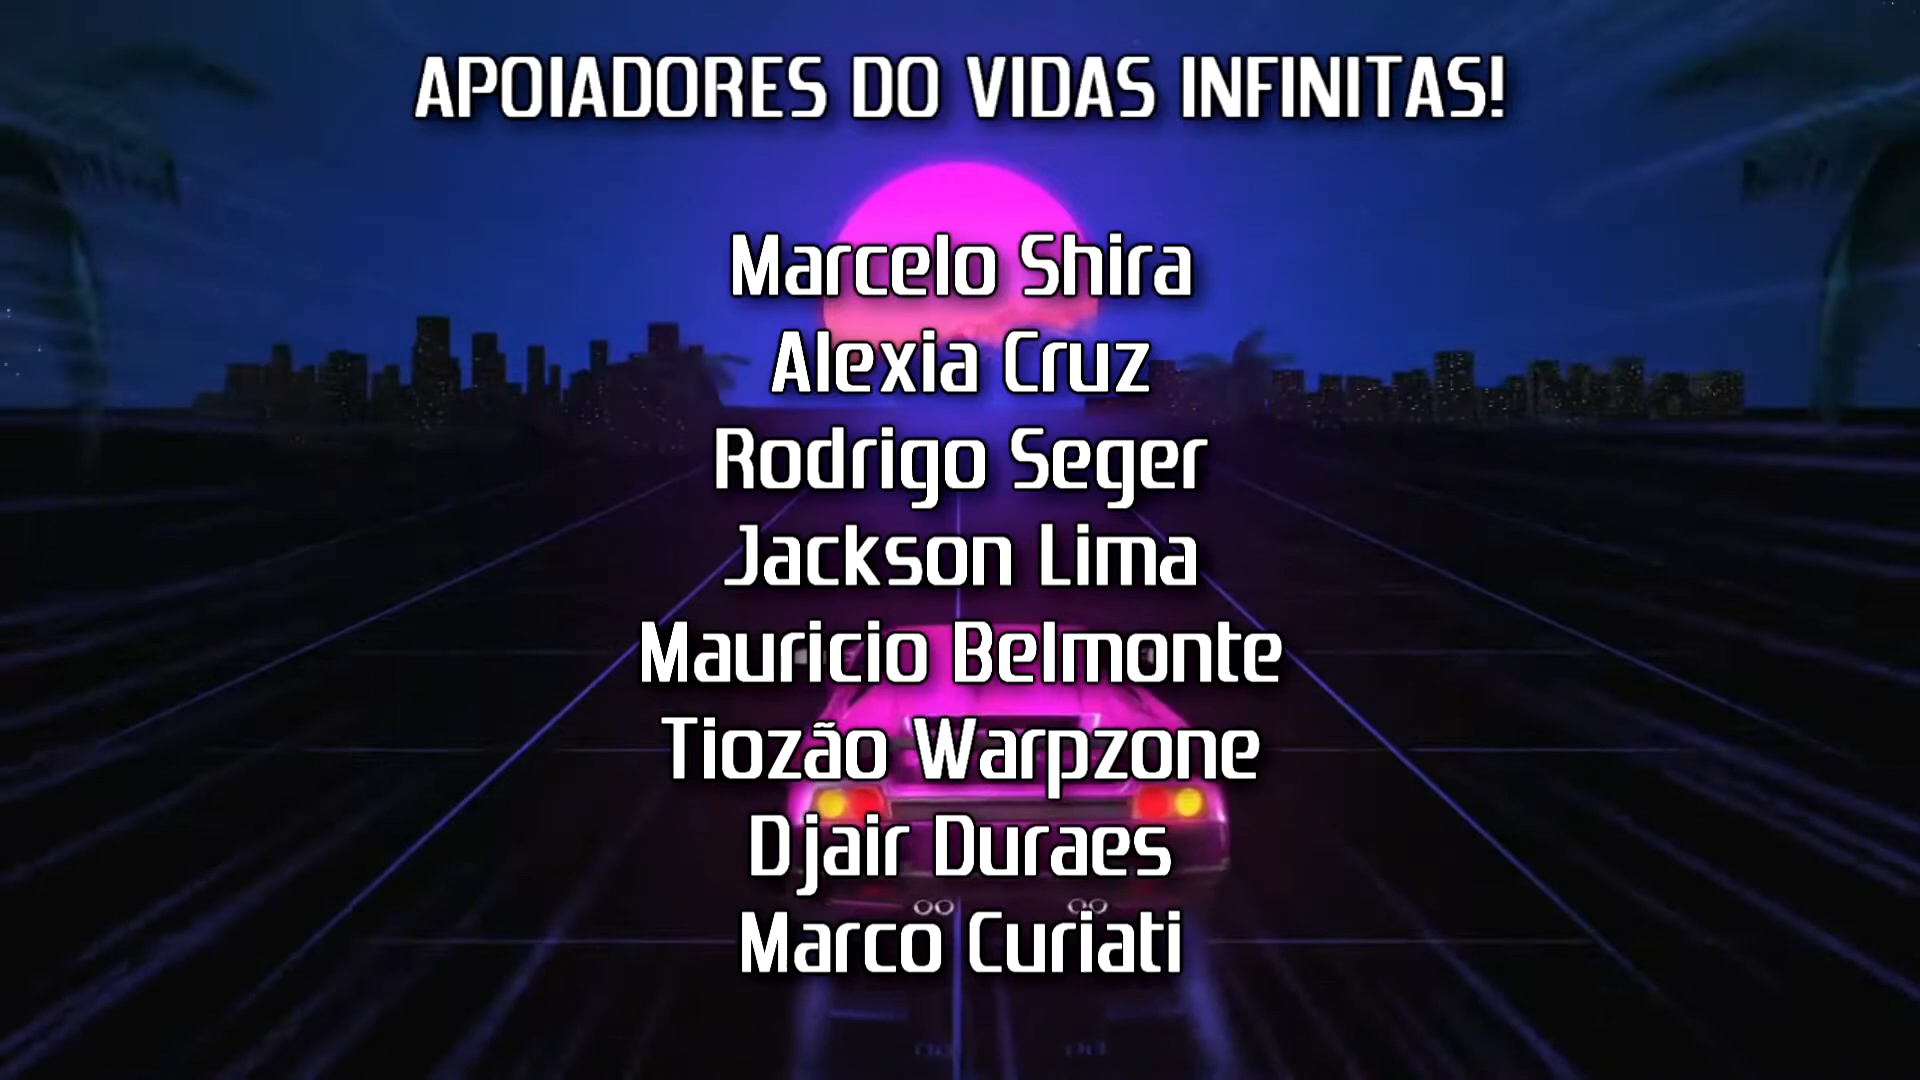 APOIADORES DO VIDAS INFINITAS!
Marcelo Shira
Alexia Cruz
Rodrigo Seger
Jackson Lima
Mauricio Belmonte
Tiozão Warpzone
Djair Duraes
Marco Curiati